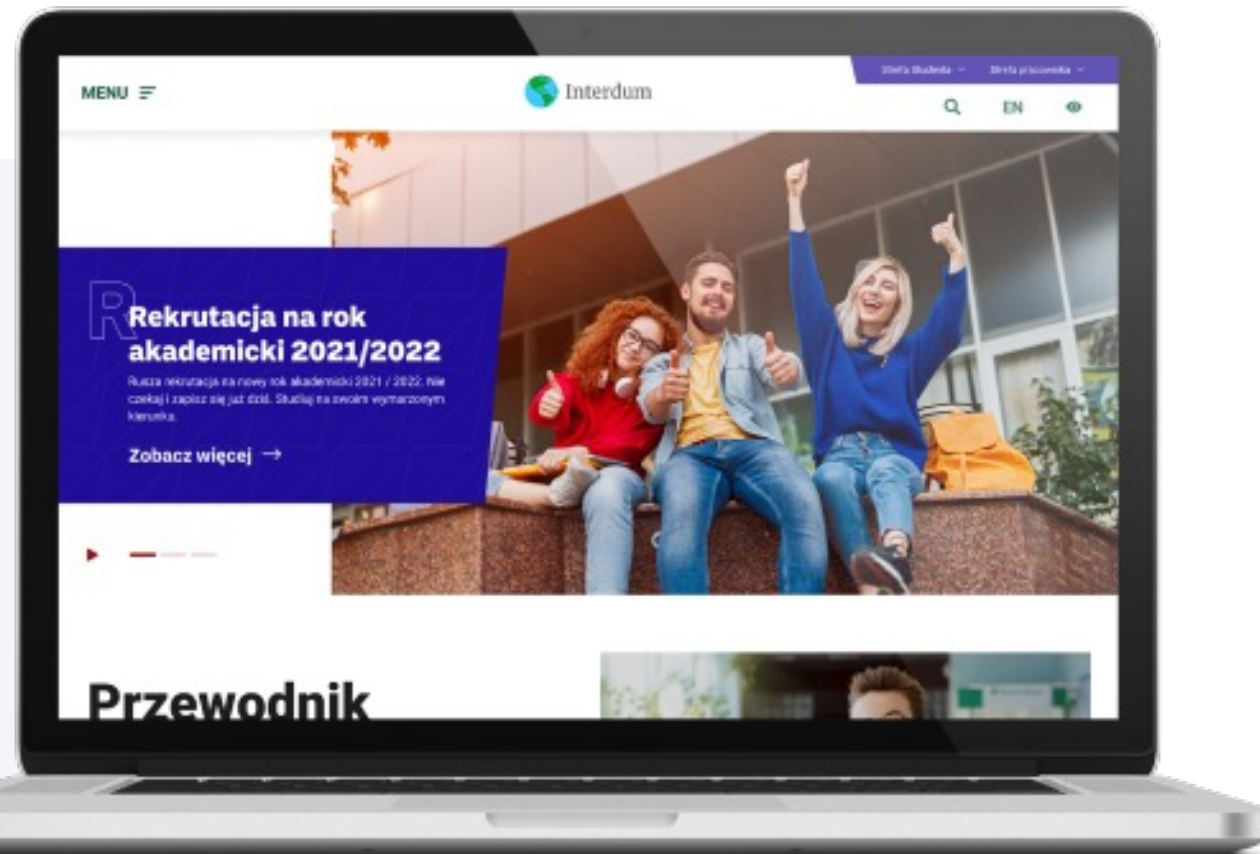 MENU
Interdum
Strefa Studenta
Strefa pracownika
EN
R
Rekrutacja na rok
akademicki 2021/2022
Rusza rekrutacja na nowy rok akademicki 2021 / 2022. Nie
czekaj i zapisz się już dziś. Studiuj na swoim wymarzonym
kierunku.
Zobacz więcej
Przewodnik